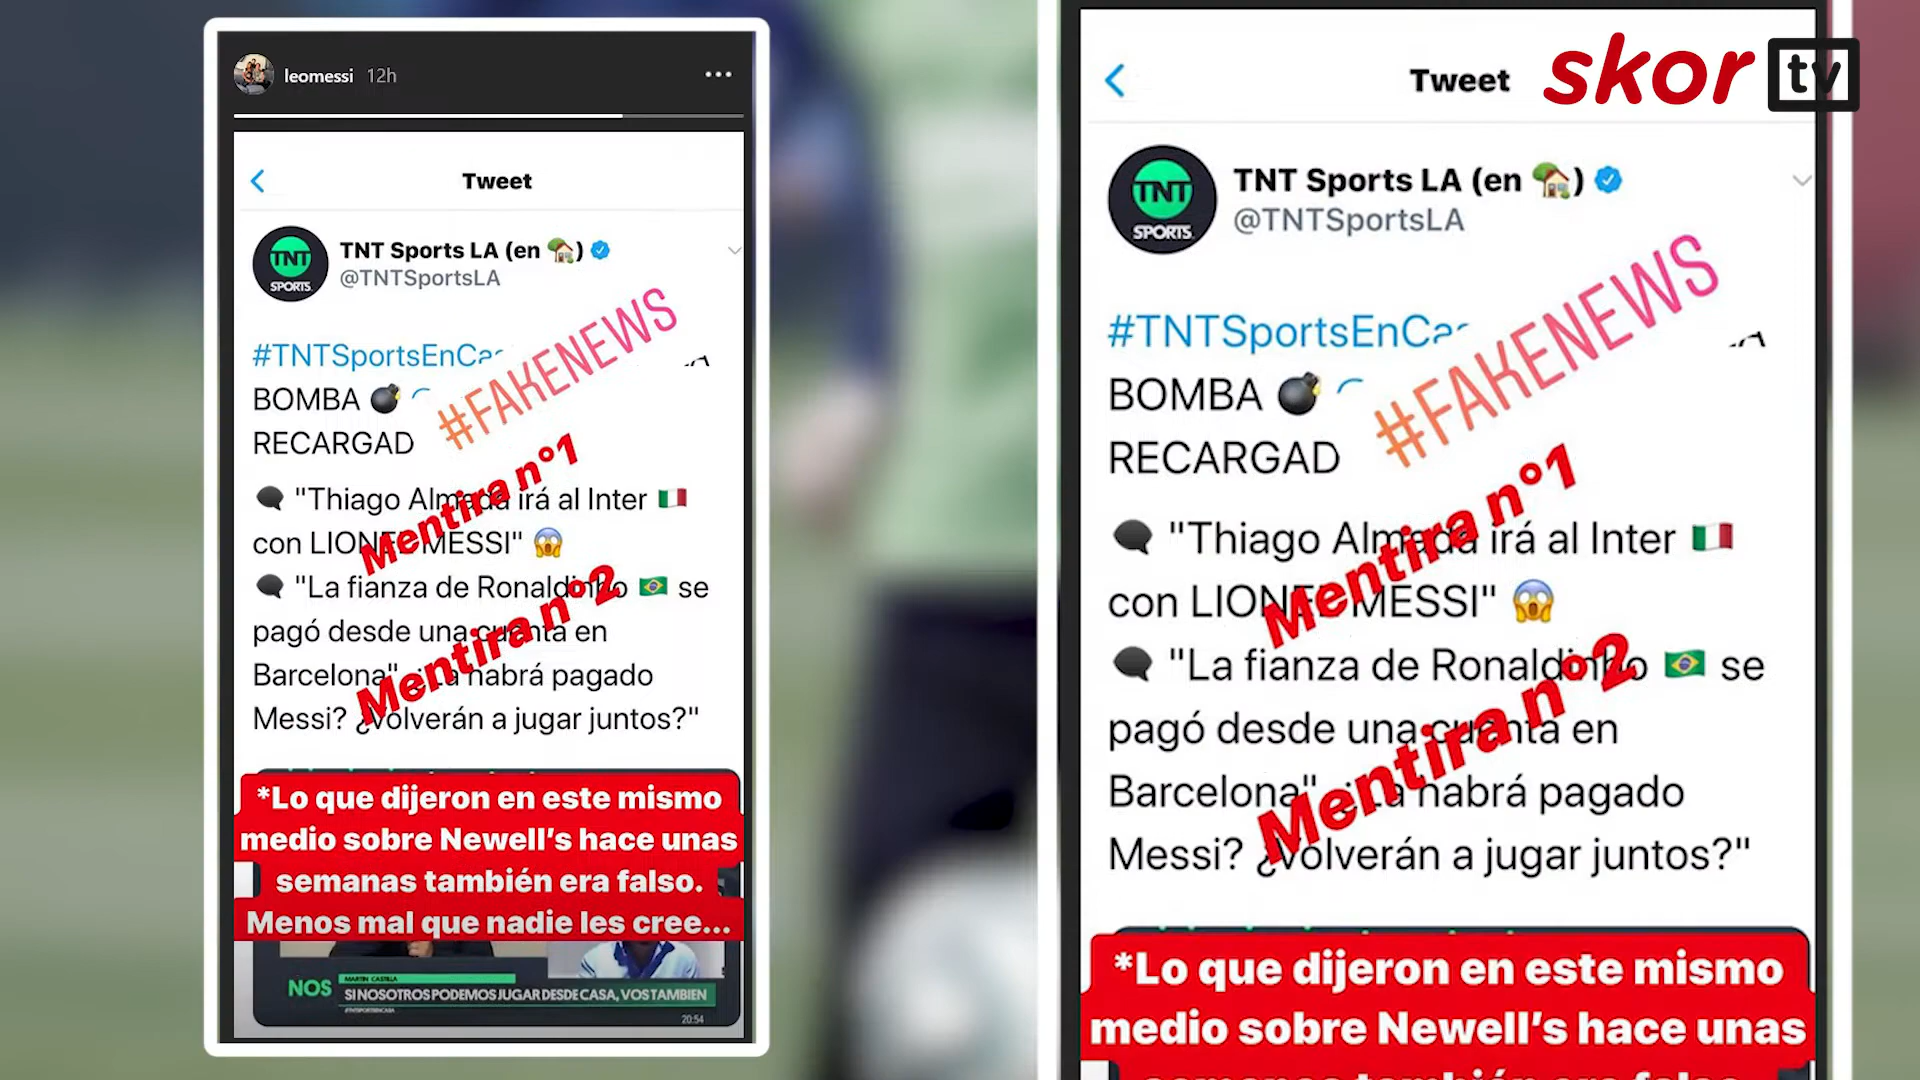 leomessi 12h
Tweet
TNT SPORTS
TNT Sports LA (en
@TNTSportsLA
#FAKENEWS
BOMBA
RECARGAD
Mentira n°1
"Thiago Almada irá al Inter
con LIONEL MESSI"
Mentira n°2
"La fianza de Ronaldinho se
pagó desde una cuenta en
Barcelona" habrá pagado
Messi? ¿Volverán a jugar juntos?"
*Lo que dijeron en este mismo
medio sobre Newell's hace unas
semanas también era falso.
Menos mal que nadie les cree...
NOS
MARTIN CASTILLA
SI NOSOTROS PODEMOS JUGAR DESDE CASA, VOS TAMBIEN
20:54
skor tv
Tweet
TNT SPORTS
TNT Sports LA (en
@TNTSportsLA
#FAKENEWS
BOMBA
RECARGAD
Mentira n°1
"Thiago Almada irá al Inter
con LIONEL MESSI"
Mentira n°2
"La fianza de Ronaldinho se
pagó desde una cuenta en
Barcelona" habrá pagado
Messi? ¿Volverán a jugar juntos?"
*Lo que dijeron en este mismo
medio sobre Newell's hace unas